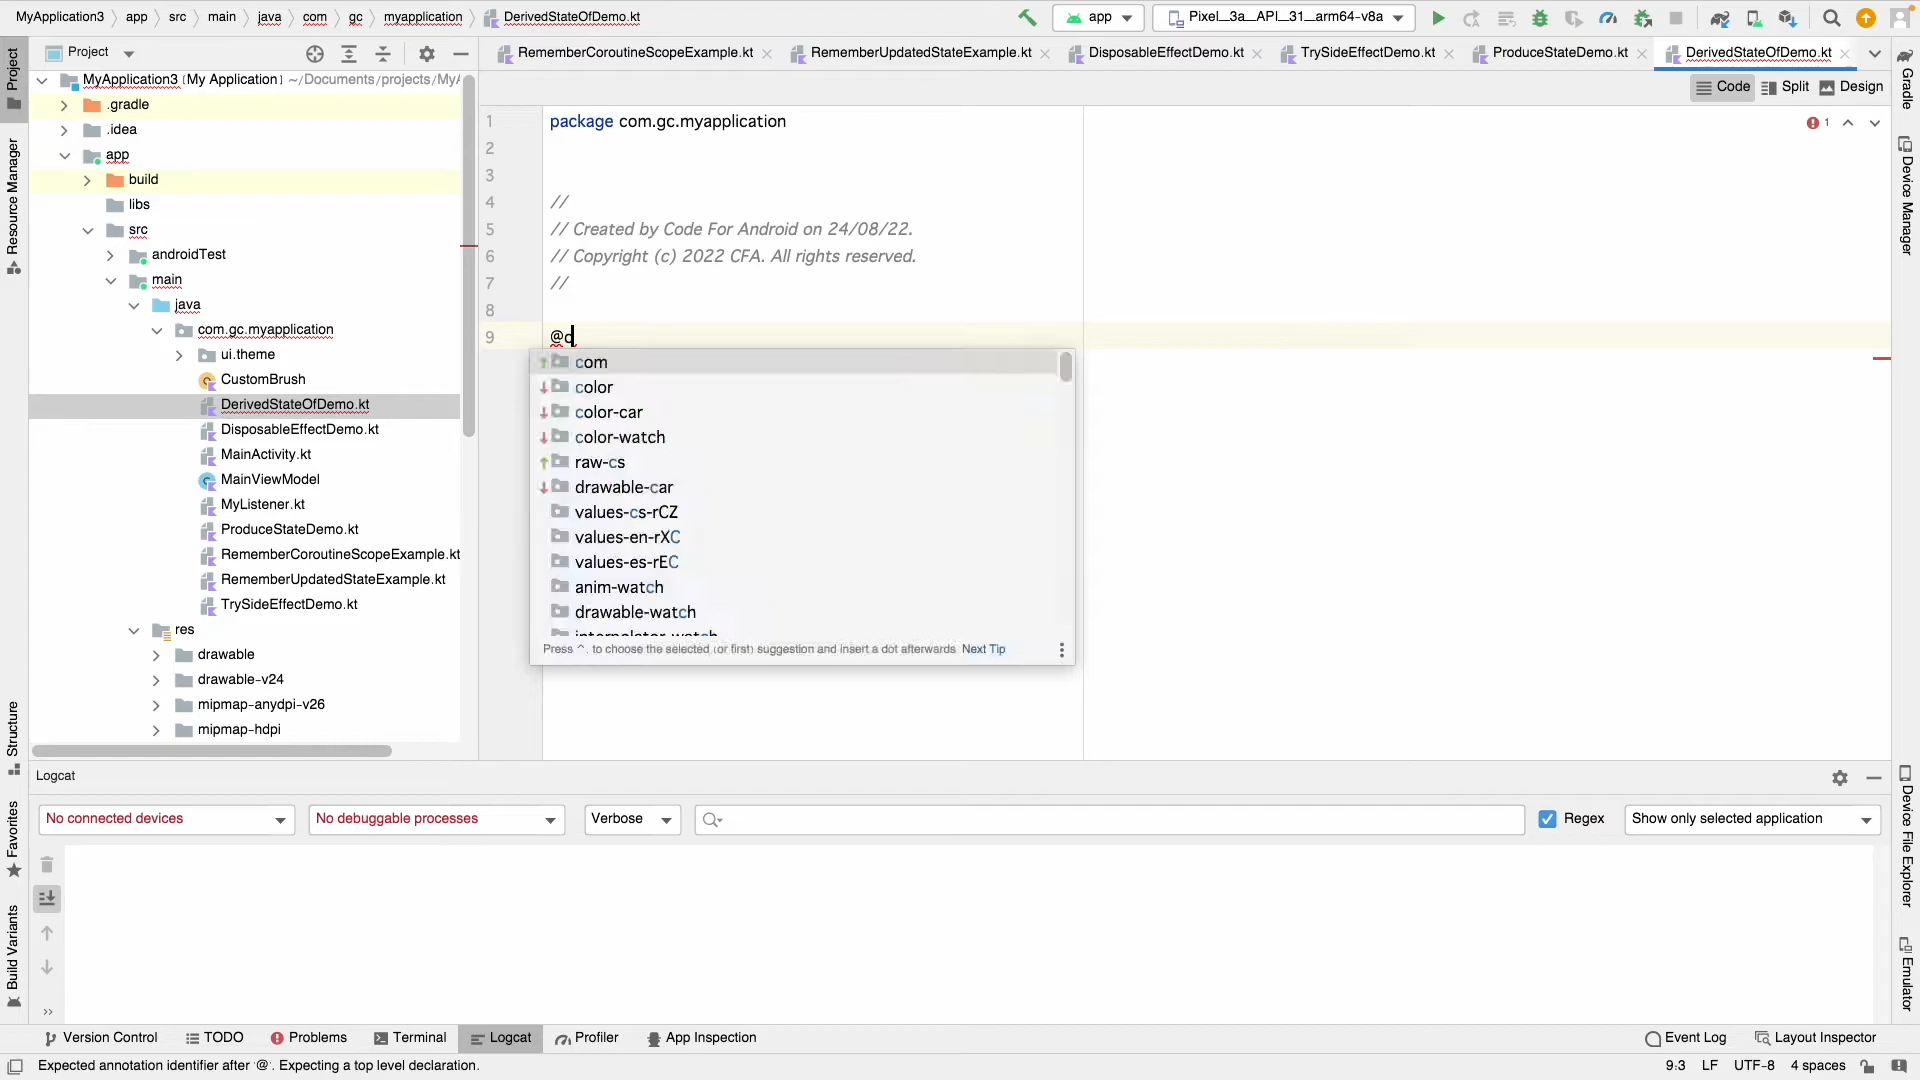 MyApplication3 app src main java com gc myapplication DerivedStateOfDemo.kt app Pixel_3a_API_31_arm64-v8a
Project
RememberCoroutineScopeExample.kt RememberUpdatedStateExample.kt DisposableEffectDemo.kt TrySideEffectDemo.kt ProduceStateDemo.kt DerivedStateOfDemo.kt
Code Split Design
Project
Resource Manager
Structure
Favorites
Build Variants
MyApplication3 [My Application] ~/Documents/projects/MyA
.gradle
.idea
app
build
libs
src
androidTest
main
java
com.gc.myapplication
ui.theme
CustomBrush
DerivedStateOfDemo.kt
DisposableEffectDemo.kt
MainActivity.kt
MainViewModel
MyListener.kt
ProduceStateDemo.kt
RememberCoroutineScopeExample.kt
RememberUpdatedStateExample.kt
TrySideEffectDemo.kt
res
drawable
drawable-v24
mipmap-anydpi-v26
mipmap-hdpi
1 package com.gc.myapplication
2
3
4 //
5 // Created by Code For Android on 24/08/22.
6 // Copyright (c) 2022 CFA. All rights reserved.
7 //
8
9 @c
1
com
color
color-car
color-watch
raw-cs
drawable-car
values-cs-rCZ
values-en-rXC
values-es-rEC
anim-watch
drawable-watch
interpolator-watch
Press ^. to choose the selected (or first) suggestion and insert a dot afterwards Next Tip
Gradle
Device Manager
Device File Explorer
Emulator
Logcat
No connected devices No debuggable processes Verbose Regex Show only selected application
Version Control TODO Problems Terminal Logcat Profiler App Inspection Event Log Layout Inspector
Expected annotation identifier after '@'. Expecting a top level declaration. 9:3 LF UTF-8 4 spaces